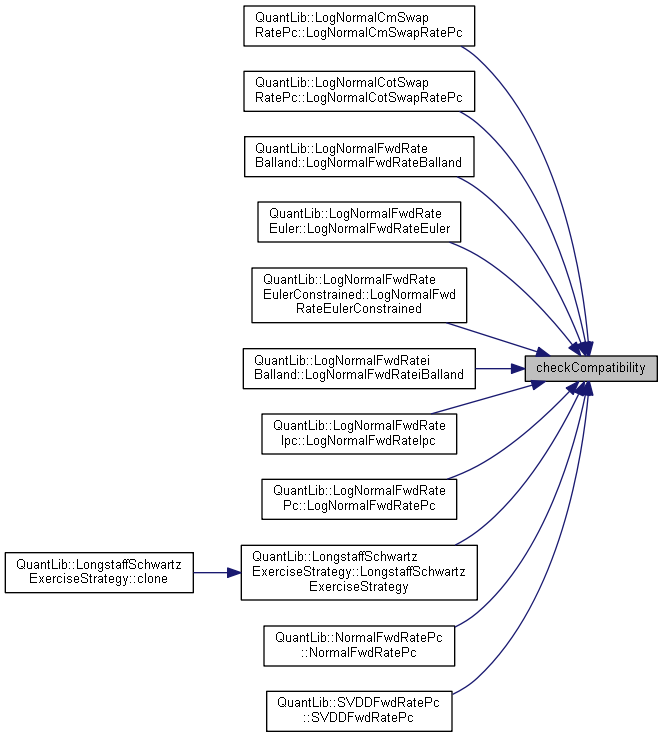 QuantLib::LogNormalCmSwap
RatePc::LogNormalCmSwapRatePc
QuantLib::LogNormalCotSwap
RatePc::LogNormalCotSwapRatePc
QuantLib::LogNormalFwdRate
Balland::LogNormalFwdRateBalland
QuantLib::LogNormalFwdRate
Euler::LogNormalFwdRateEuler
QuantLib::LogNormalFwdRate
EulerConstrained::LogNormalFwd
RateEulerConstrained
checkCompatibility
QuantLib::LogNormalFwdRatei
Balland::LogNormalFwdRateiBalland
QuantLib::LogNormalFwdRate
Ipc::LogNormalFwdRateIpc
QuantLib::LogNormalFwdRate
Pc::LogNormalFwdRatePc
QuantLib::LongstaffSchwartz
ExerciseStrategy::clone
QuantLib::LongstaffSchwartz
ExerciseStrategy::LongstaffSchwartz
ExerciseStrategy
QuantLib::NormalFwdRatePc
::NormalFwdRatePc
QuantLib::SVDDFwdRatePc
::SVDDFwdRatePc